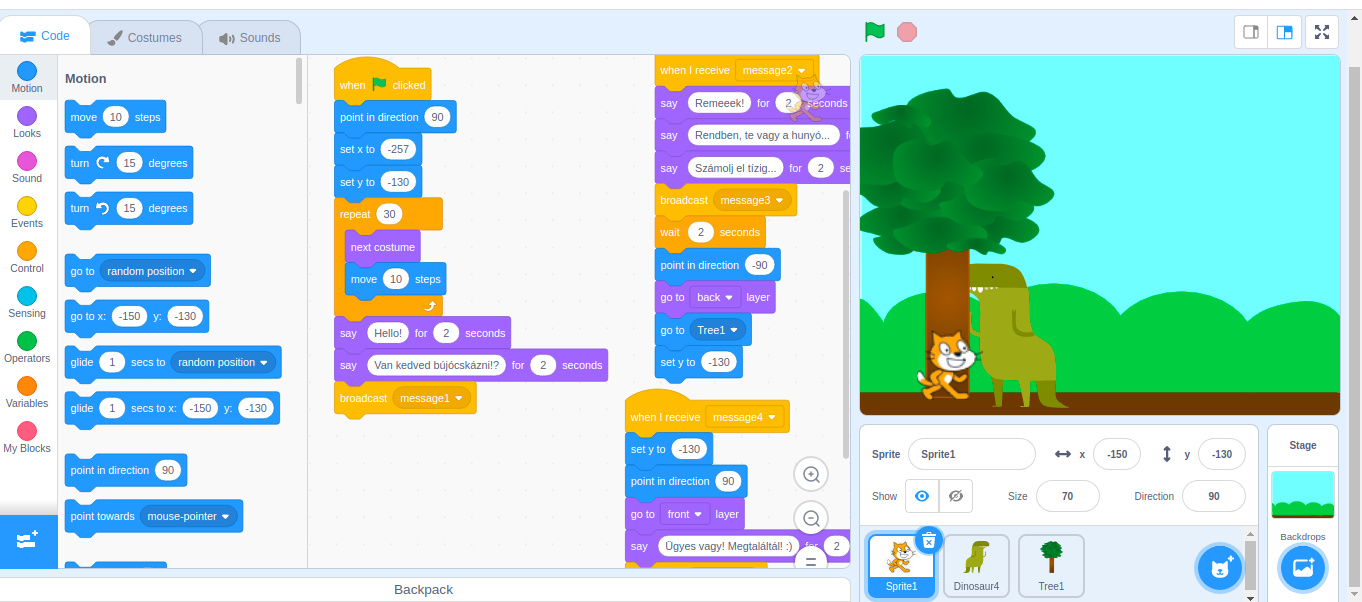 Code
Costumes
Sounds
Motion
Looks
Sound
Events
Control
Sensing
Operators
Variables
My Blocks
Motion
move 10 steps
turn 15 degrees
turn 15 degrees
go to random position
go to x: -150 y: -130
glide 1 secs to random position
glide 1 secs to x: -150 y: -130
point in direction 90
point towards mouse-pointer
when clicked
point in direction 90
set x to -257
set y to -130
repeat 30
next costume
move 10 steps
say Hello! for 2 seconds
say Van kedved bújócskázni!? for 2 seconds
broadcast message1
when I receive message2
say Remeeek! for 2 seconds
say Rendben, te vagy a hunyó... f
say Számolj el tízig... for 2 se
broadcast message3
wait 2 seconds
point in direction -90
go to back layer
go to Tree1
set y to -130
when I receive message4
set y to -130
point in direction 90
go to front layer
say Ügyes vagy! Megtaláltál! :) for 2
Backpack
Sprite Sprite1 x -150 y -130
Show Size 70 Direction 90
Sprite1
Dinosaur4
Tree1
Stage
Backdrops